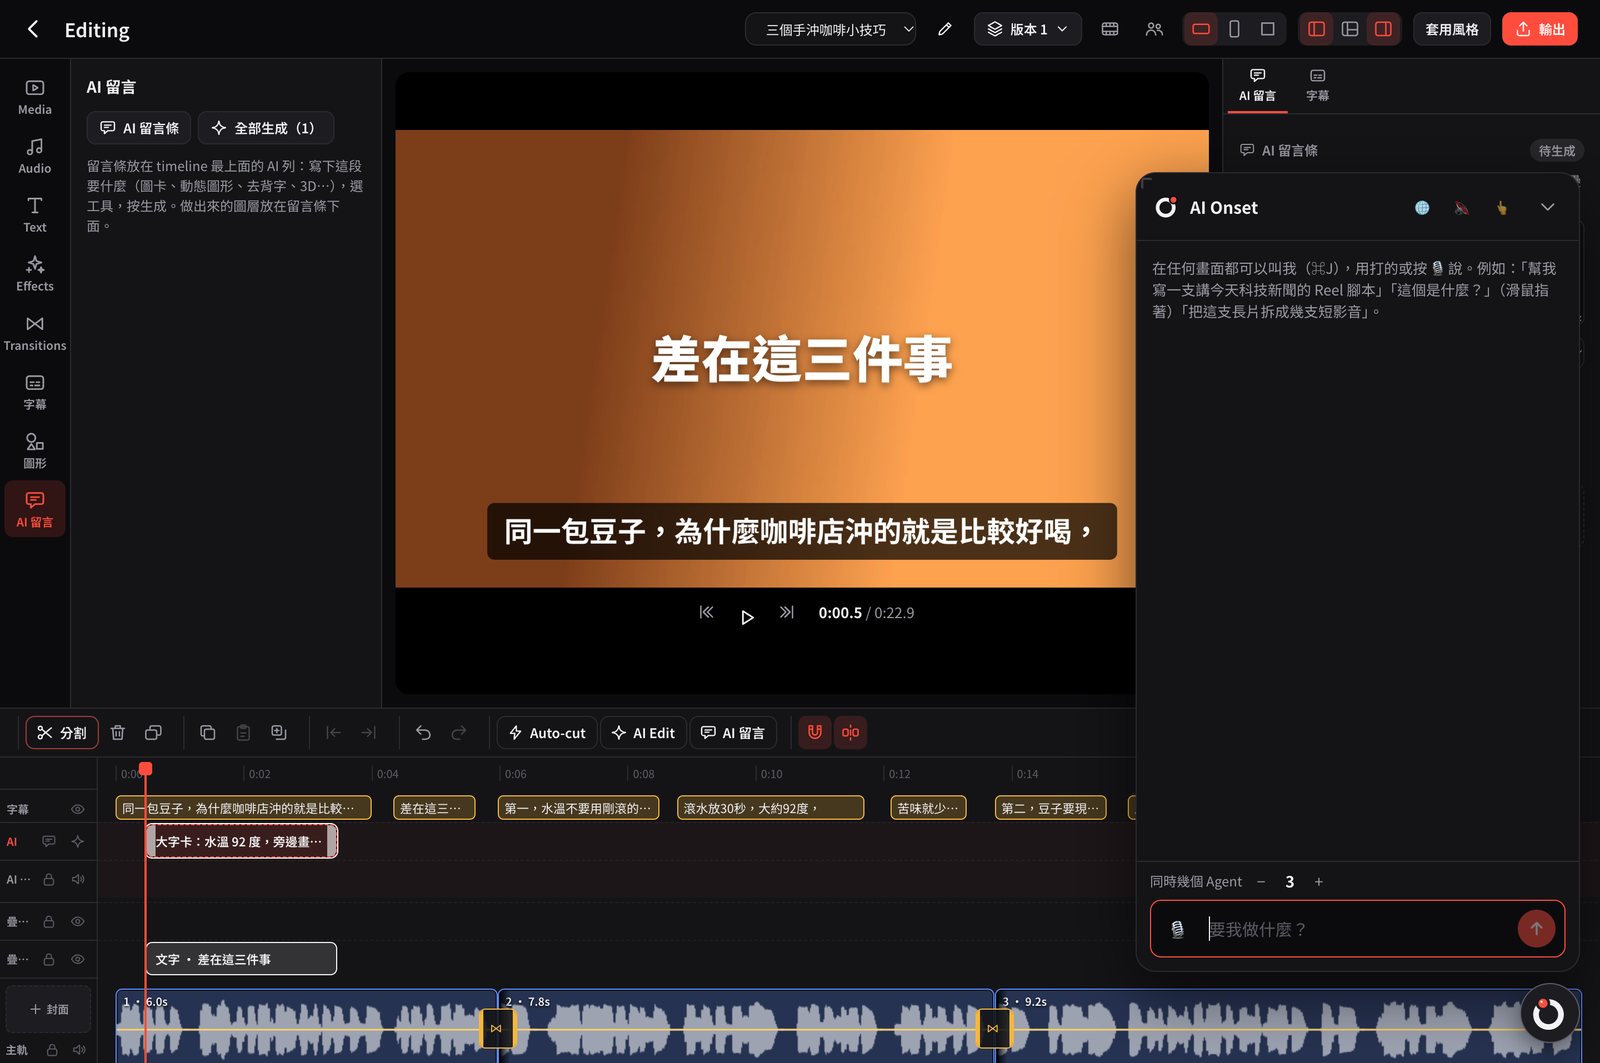 Editing
三個手沖咖啡小技巧
版本 1
套用風格
輸出
Media
Audio
Text
Effects
Transitions
字幕
圖形
AI 留言
AI 留言
AI 留言條
全部生成（1）
留言條放在 timeline 最上面的 AI 列：寫下這段
要什麼（圖卡、動態圖形、去背字、3D⋯），選
工具，按生成。做出來的圖層放在留言條下
面。
差在這三件事
同一包豆子，為什麼咖啡店沖的就是比較好喝，
0:00.5 / 0:22.9
AI 留言
字幕
AI 留言條
待生成
AI Onset
在任何畫面都可以叫我（⌘J），用打的或按🎙️說。例如：「幫我
寫一支講今天科技新聞的 Reel 腳本」「這個是什麼？」（滑鼠指
著）「把這支長片拆成幾支短影音」。
同時幾個 Agent − 3 +
要我做什麼？
分割
Auto-cut
AI Edit
AI 留言
0:02
0:04
0:06
0:08
0:10
0:12
0:14
字幕
同一包豆子，為什麼咖啡店沖的就是比較⋯
差在這三⋯
第一，水溫不要用剛滾的⋯
滾水放30秒，大約92度，
苦味就少⋯
第二，豆子要現⋯
AI
大字卡：水溫 92 度，旁邊畫⋯
AI ⋯
疊⋯
疊⋯
文字 · 差在這三件事
+ 封面
1 · 6.0s
2 · 7.8s
3 · 9.2s
主軌